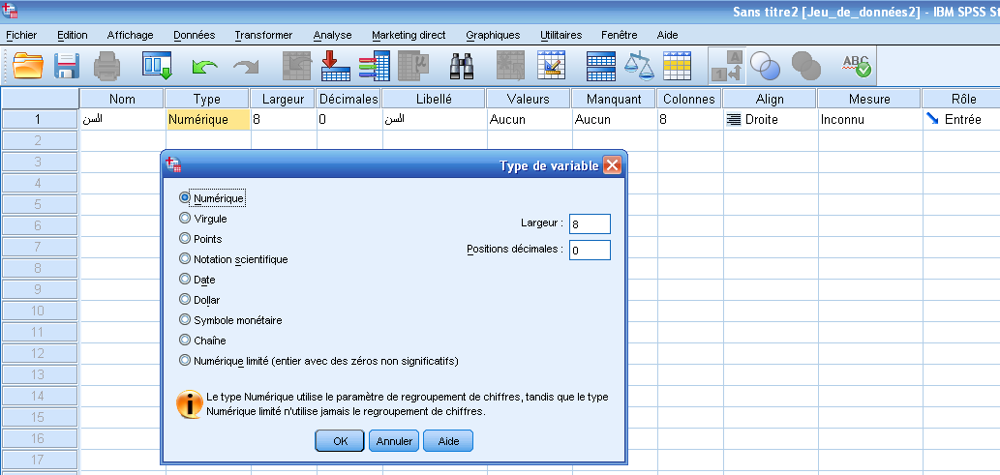 Sans titre2 [Jeu_de_données2] - IBM SPSS St
Fichier Edition Affichage Données Transformer Analyse Marketing direct Graphiques Utilitaires Fenêtre Aide
Nom Type Largeur Décimales Libellé Valeurs Manquant Colonnes Align Mesure Rôle
1 السن Numérique 8 0 السن Aucun Aucun 8 Droite Inconnu Entrée
2
3
Type de variable
4
Numérique
5
Virgule
Largeur : 8
6
Points
7
Positions décimales : 0
Notation scientifique
8
Date
9
Dollar
10
Symbole monétaire
11
Chaîne
12
Numérique limité (entier avec des zéros non significatifs)
13
14
Le type Numérique utilise le paramètre de regroupement de chiffres, tandis que le type
Numérique limité n'utilise jamais le regroupement de chiffres.
15
16
OK Annuler Aide
17
A
1
ABC